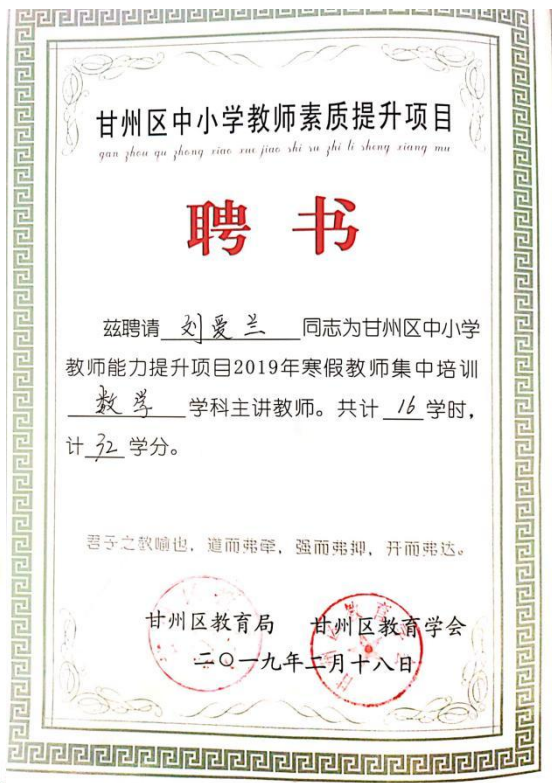 甘州区中小学教师素质提升项目
gan zhou qu zhong xiao xue jiao shi su zhi ti sheng xiang mu
聘 书
兹聘请 刘爱兰 同志为甘州区中小学
教师能力提升项目2019年寒假教师集中培训
数学 学科主讲教师。共计 16 学时,
计 32 学分。
君子之教喻也，道而弗牵，强而弗抑，开而弗达。
甘州区教育局 甘州区教育学会
二〇一九年二月十八日